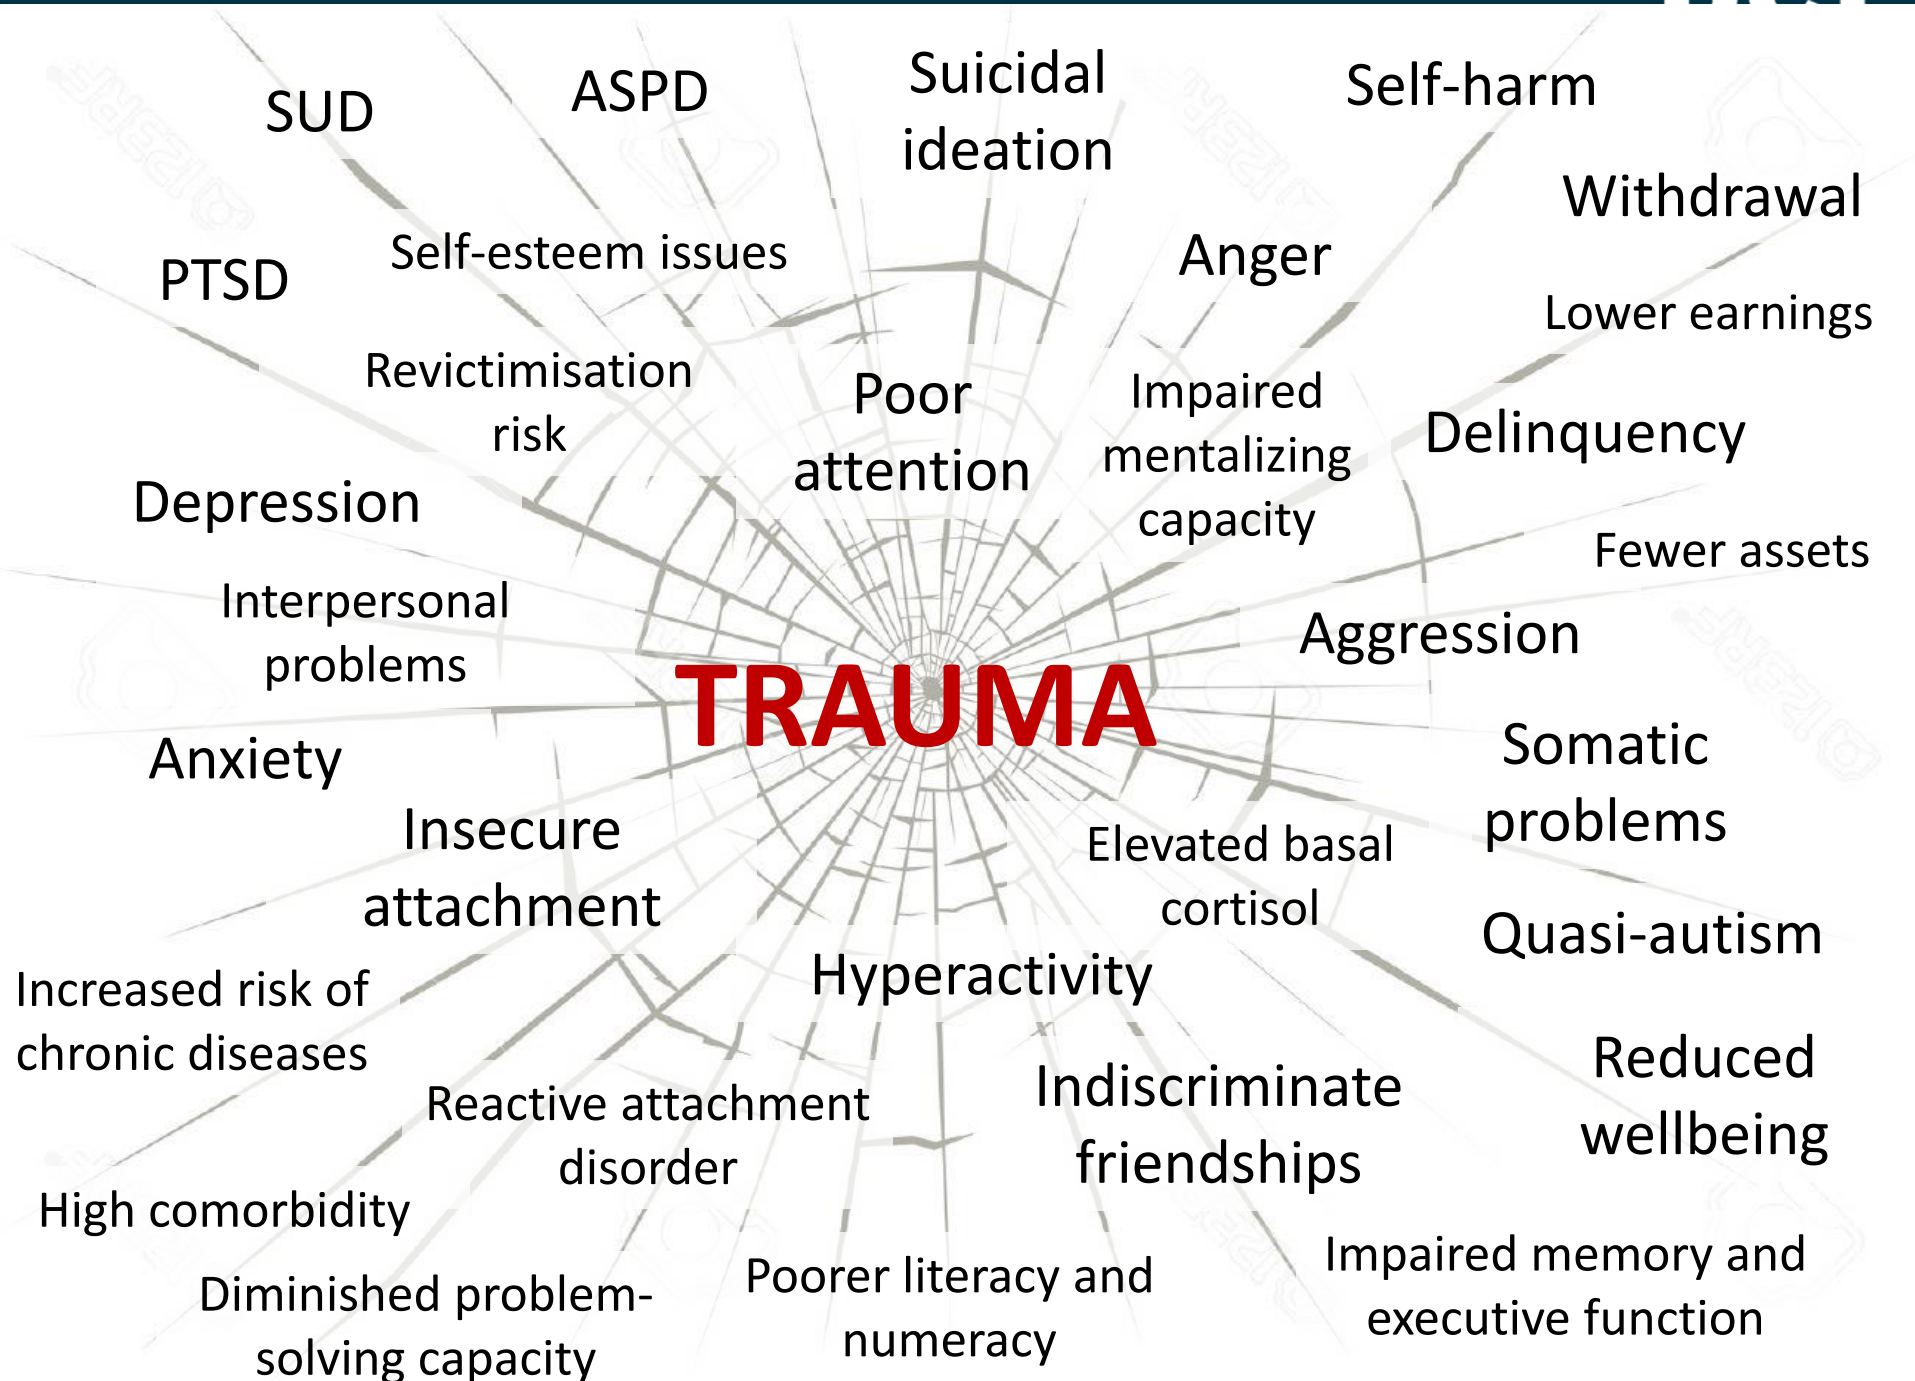 SUD
ASPD
Suicidal
ideation
Self-harm
Withdrawal
PTSD
Self-esteem issues
Anger
Lower earnings
Revictimisation
risk
Poor
attention
Impaired
mentalizing
capacity
Delinquency
Depression
Fewer assets
Interpersonal
problems
Aggression
TRAUMA
Anxiety
Somatic
problems
Insecure
attachment
Elevated basal
cortisol
Quasi-autism
Increased risk of
chronic diseases
Hyperactivity
Reactive attachment
disorder
Indiscriminate
friendships
Reduced
wellbeing
High comorbidity
Diminished problem-
solving capacity
Poorer literacy and
numeracy
Impaired memory and
executive function